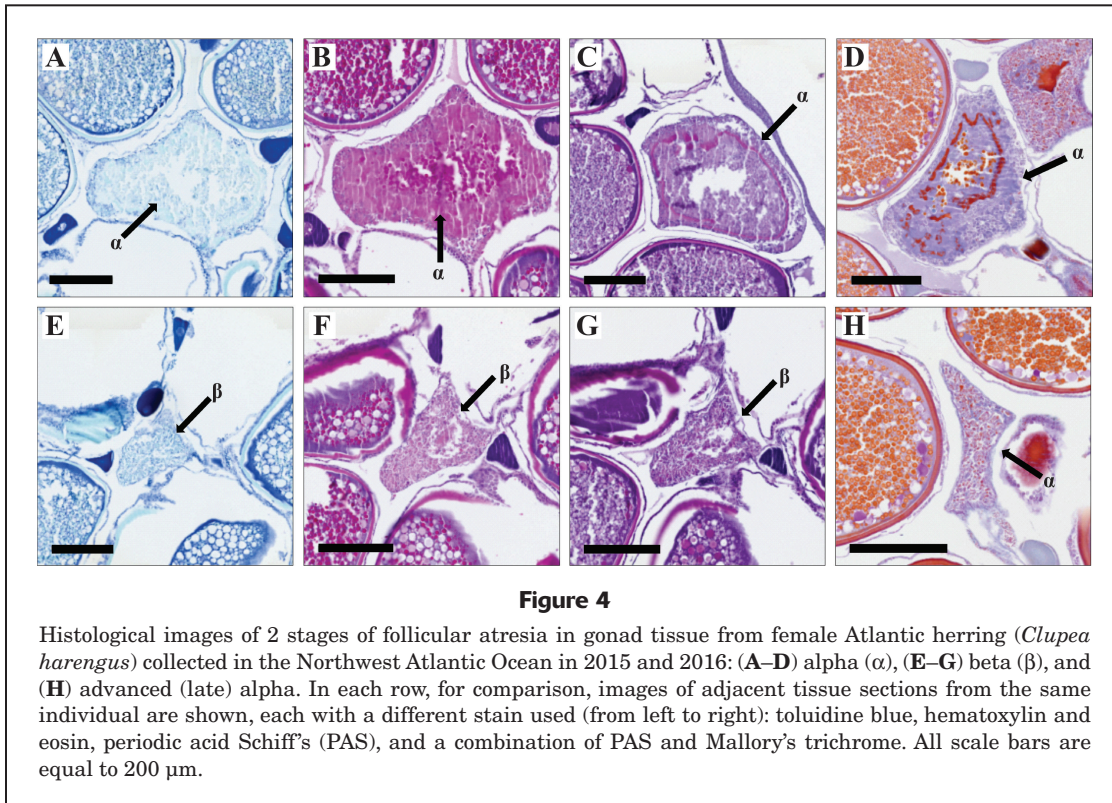 A B C D
α α α α
E F G H
β β β α
Figure 4
Histological images of 2 stages of follicular atresia in gonad tissue from female Atlantic herring (Clupea
harengus) collected in the Northwest Atlantic Ocean in 2015 and 2016: (A–D) alpha (α), (E–G) beta (β), and
(H) advanced (late) alpha. In each row, for comparison, images of adjacent tissue sections from the same
individual are shown, each with a different stain used (from left to right): toluidine blue, hematoxylin and
eosin, periodic acid Schiff's (PAS), and a combination of PAS and Mallory's trichrome. All scale bars are
equal to 200 μm.